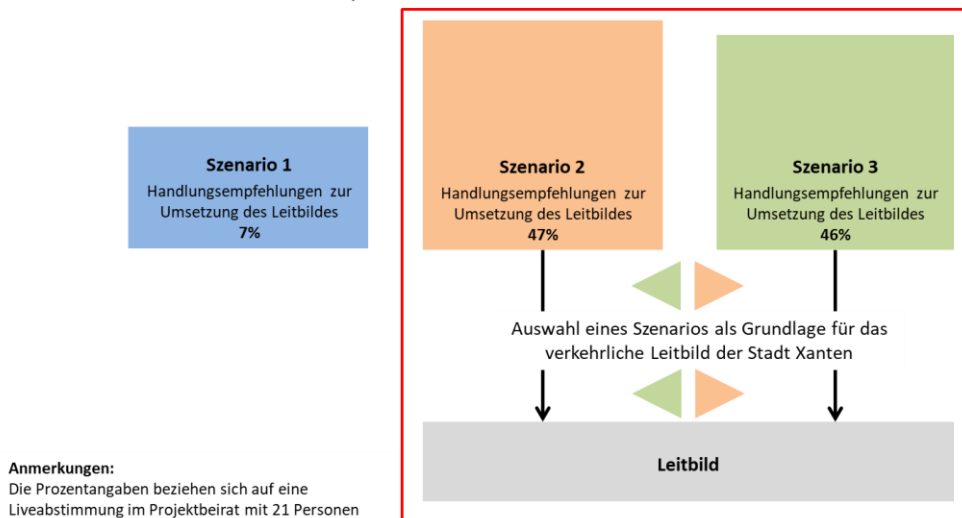 Szenario 1
Handlungsempfehlungen zur
Umsetzung des Leitbildes
7%
Szenario 2
Handlungsempfehlungen zur
Umsetzung des Leitbildes
47%
Szenario 3
Handlungsempfehlungen zur
Umsetzung des Leitbildes
46%
Auswahl eines Szenarios als Grundlage für das
verkehrliche Leitbild der Stadt Xanten
Leitbild
Anmerkungen:
Die Prozentangaben beziehen sich auf eine
Liveabstimmung im Projektbeirat mit 21 Personen